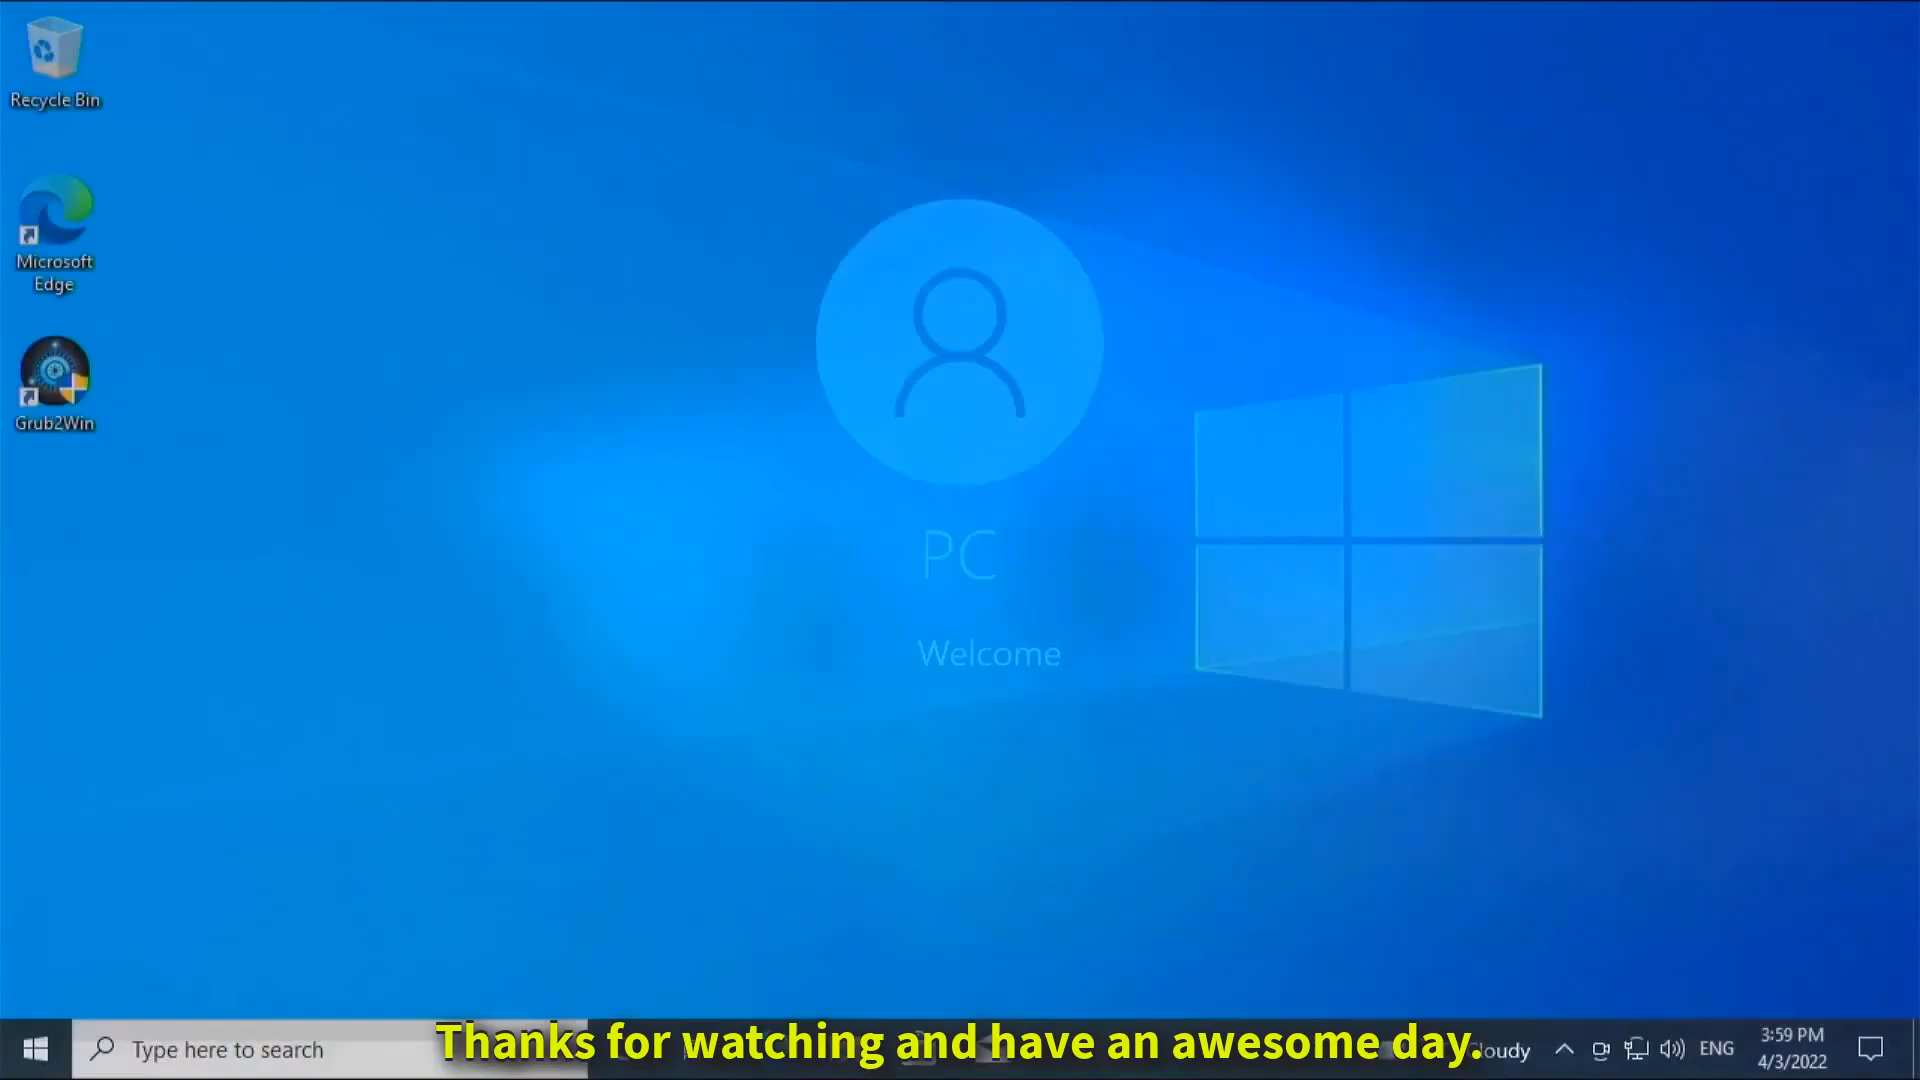 Recycle Bin
Microsoft
Edge
Grub2Win
PC
Welcome
Type here to search
Thanks for watching and have an awesome day.
ENG
3:59 PM
4/3/2022